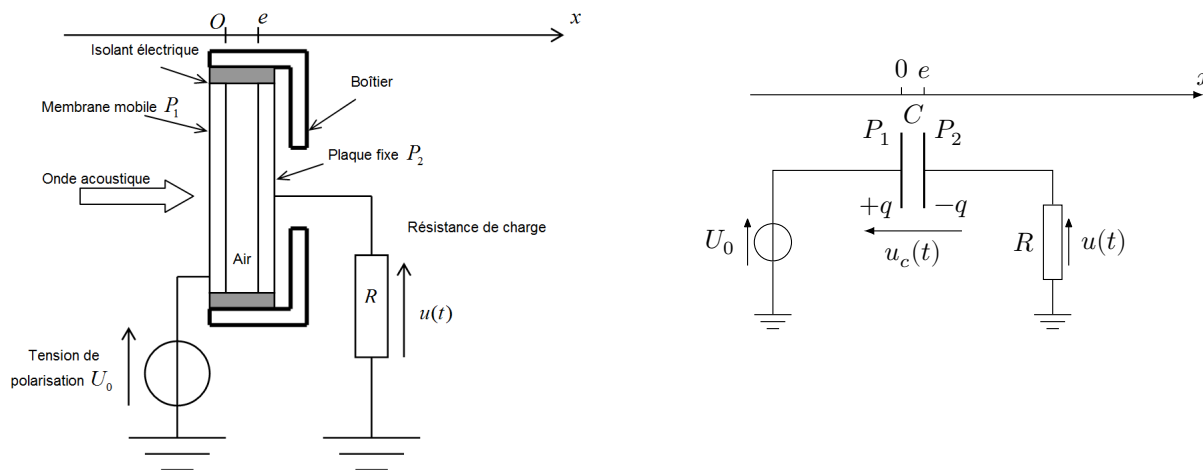 O e x
Isolant électrique
Boîtier
Membrane mobile P₁
Plaque fixe P₂
Onde acoustique
Résistance de charge
Air
R
u(t)
Tension de
polarisation U₀
0 e x
C
P₁ P₂
+q −q
U₀ u_c(t) R u(t)